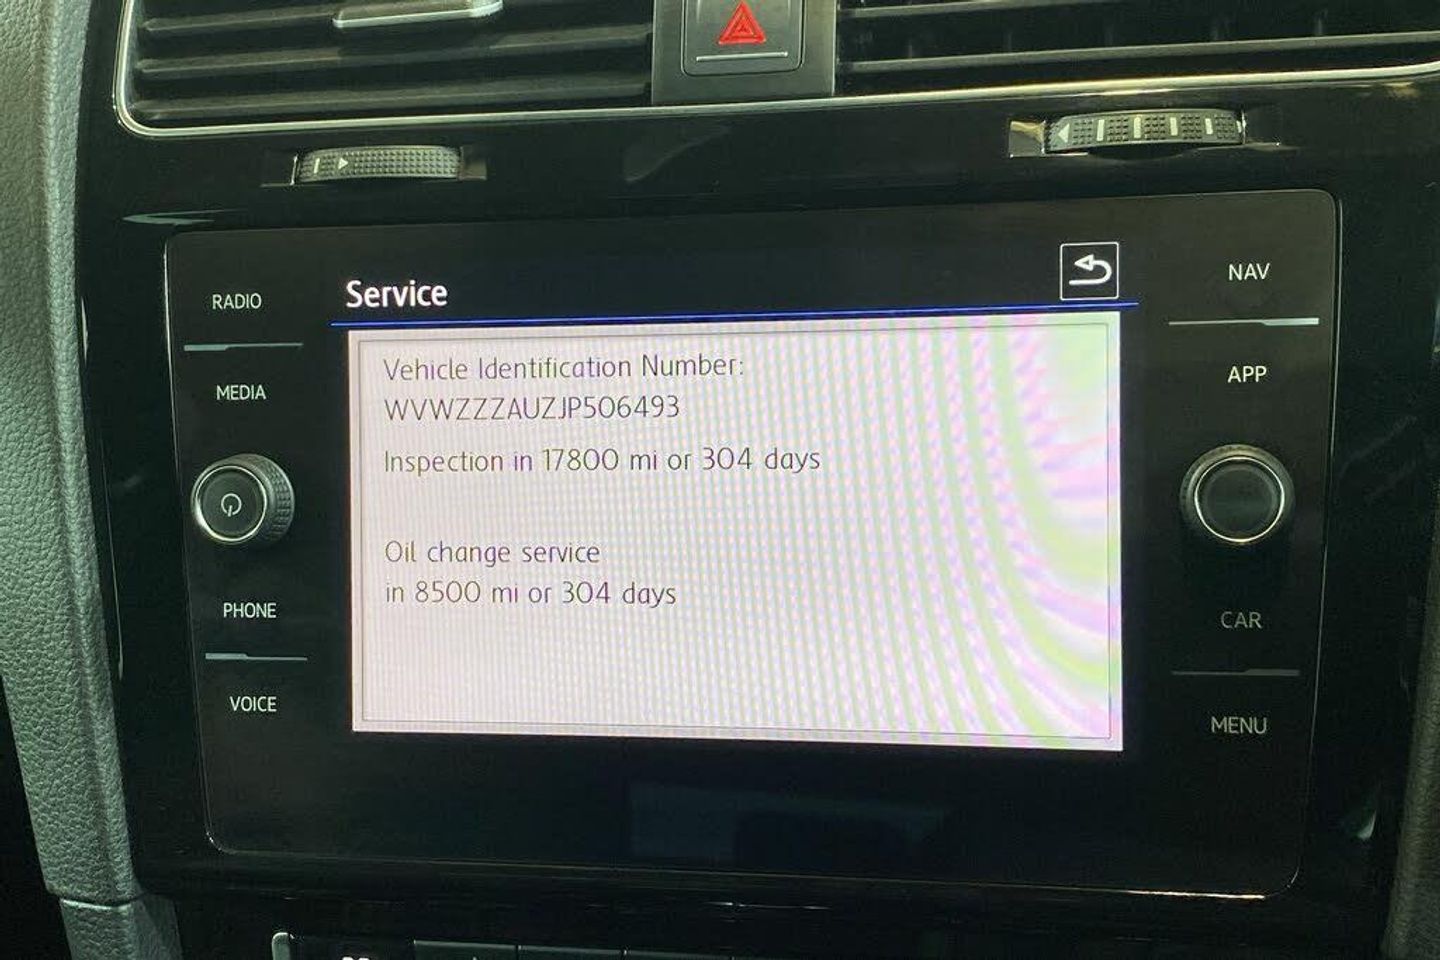 Service
RADIO
MEDIA
PHONE
VOICE
Vehicle Identification Number:
WVWZZZAUZJP506493
Inspection in 17800 mi or 304 days
Oil change service
in 8500 mi or 304 days
NAV
APP
CAR
MENU